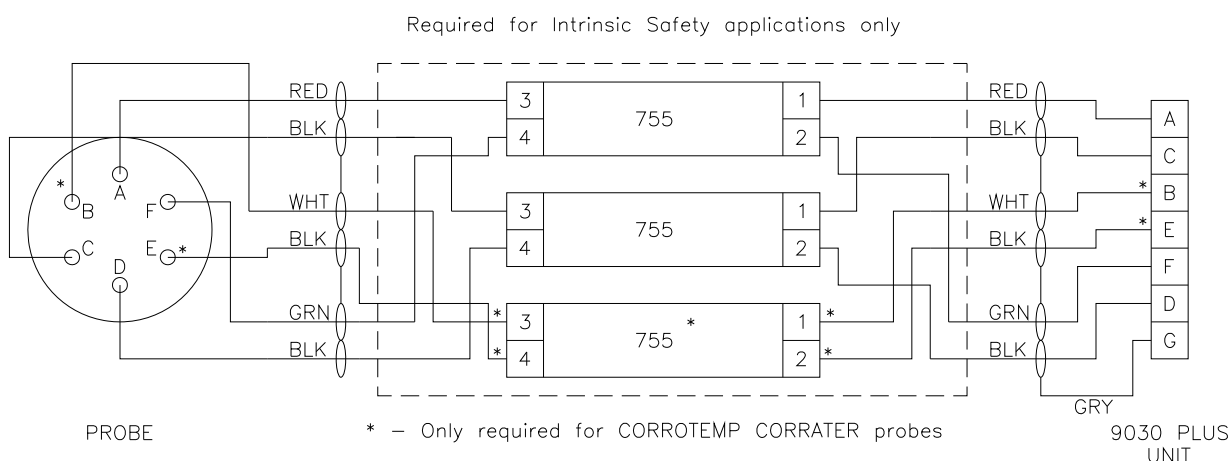 Required for Intrinsic Safety applications only
RED
3
755
1
RED
A
BLK
4
2
BLK
C
* B
A
F
WHT
3
755
1
WHT
* B
C
E *
BLK
4
2
BLK
* E
D
F
GRN
* 3
755 *
1 *
GRN
D
BLK
* 4
2 *
BLK
G
GRY
PROBE
* – Only required for CORROTEMP CORRATER probes
9030 PLUS
UNIT